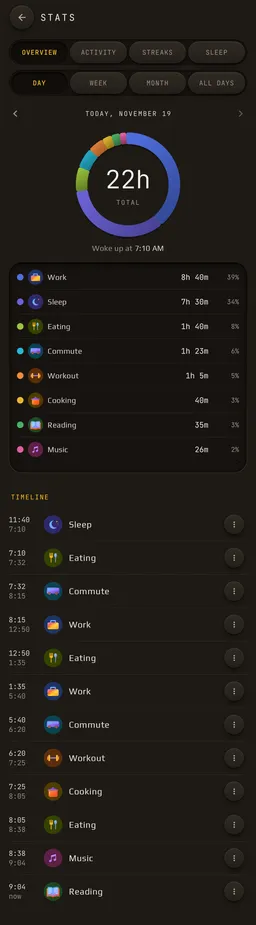 STATS
OVERVIEW ACTIVITY STREAKS SLEEP
DAY WEEK MONTH ALL DAYS
TODAY, NOVEMBER 19
22h
TOTAL
Woke up at 7:10 AM
Work 8h 40m 39%
Sleep 7h 30m 34%
Eating 1h 40m 8%
Commute 1h 23m 6%
Workout 1h 5m 5%
Cooking 40m 3%
Reading 35m 3%
Music 26m 2%
TIMELINE
11:40
7:10
Sleep
7:10
7:32
Eating
7:32
8:15
Commute
8:15
12:50
Work
12:50
1:35
Eating
1:35
5:40
Work
5:40
6:20
Commute
6:20
7:25
Workout
7:25
8:05
Cooking
8:05
8:38
Eating
8:38
9:04
Music
9:04
now
Reading